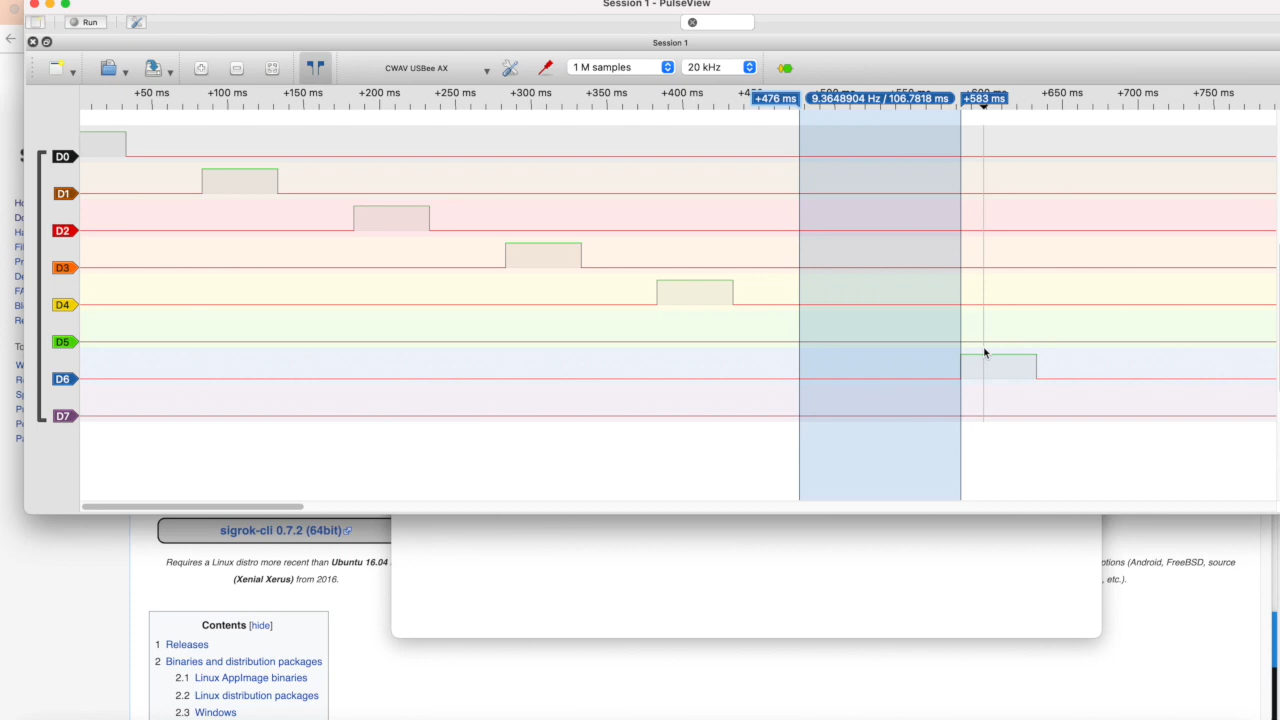 Session 1 - PulseView
Run
Session 1
CWAV USBee AX
1 M samples
20 kHz
+50 ms +100 ms +150 ms +200 ms +250 ms +300 ms +350 ms +400 ms +650 ms +700 ms +750 ms
+476 ms 9.3648904 Hz / 106.7818 ms +583 ms
D0
D1
D2
D3
D4
D5
D6
D7
sigrok-cli 0.7.2 (64bit)
Requires a Linux distro more recent than Ubuntu 16.04
(Xenial Xerus) from 2016.
ptions (Android, FreeBSD, source
, etc.).
Contents [hide]
1 Releases
2 Binaries and distribution packages
2.1 Linux AppImage binaries
2.2 Linux distribution packages
2.3 Windows